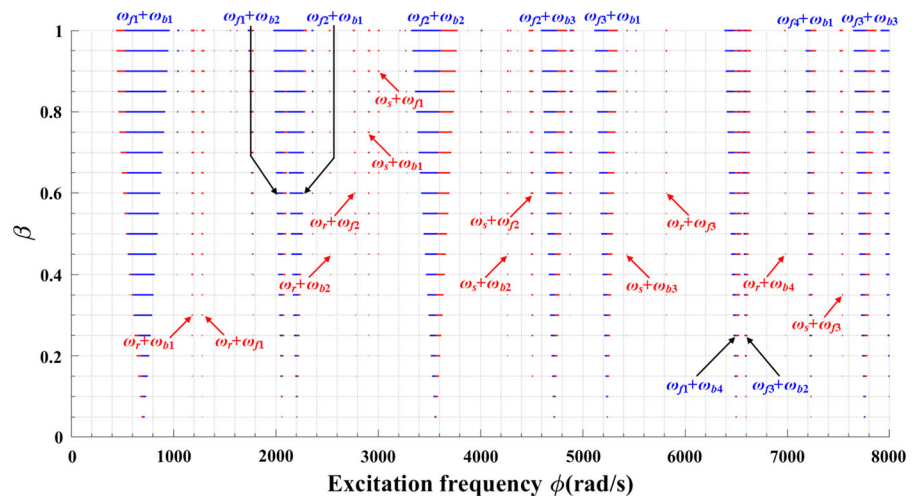 ωf1+ωb1 ωf1+ωb2 ωf2+ωb1 ωf2+ωb2 ωf2+ωb3 ωf3+ωb1 ωf4+ωb1 ωf3+ωb3
1
ωs+ωf1
0.8
ωs+ωb1
0.6
ωr+ωf2 ωs+ωf2 ωr+ωf3
β
0.4
ωr+ωb2 ωs+ωb2 ωs+ωb3 ωr+ωb4
ωs+ωf3
ωr+ωb1 ωr+ωf1
0.2
ωf1+ωb4 ωf3+ωb2
0
0 1000 2000 3000 4000 5000 6000 7000 8000
Excitation frequency ϕ(rad/s)